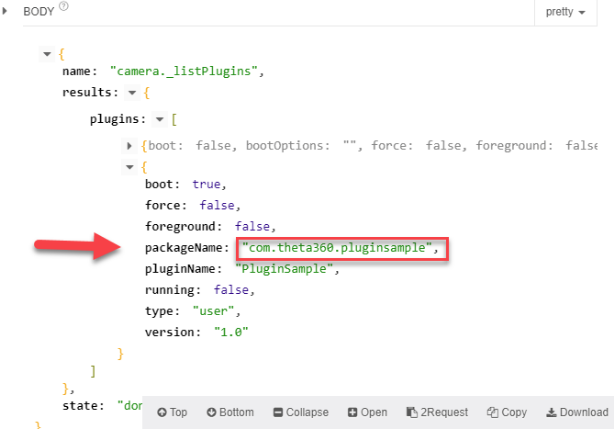 BODY ?
pretty
{
name: "camera._listPlugins",
results: {
plugins: [
{boot: false, bootOptions: "", force: false, foreground: false
{
boot: true,
force: false,
foreground: false,
packageName: "com.theta360.pluginsample",
pluginName: "PluginSample",
running: false,
type: "user",
version: "1.0"
}
]
},
state: "don
Top Bottom Collapse Open 2Request Copy Download
}